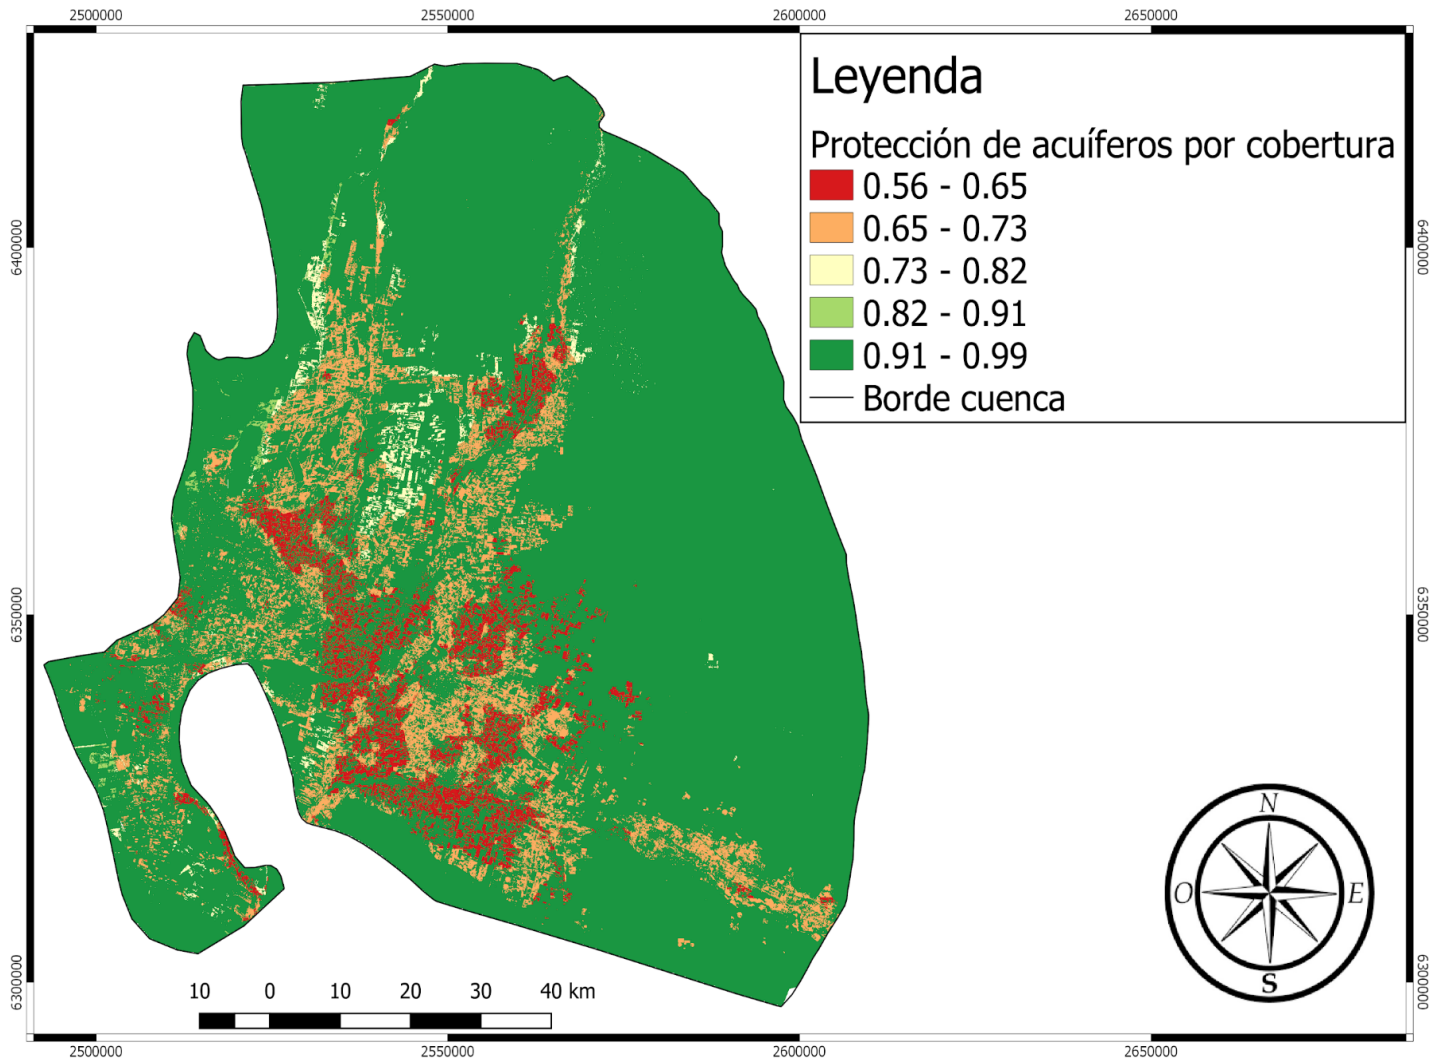 2500000 2550000 2600000 2650000
Leyenda
Protección de acuíferos por cobertura
0.56 - 0.65
0.65 - 0.73
0.73 - 0.82
0.82 - 0.91
0.91 - 0.99
Borde cuenca
6400000 6400000
6350000 6350000
6300000 6300000
N
O E
S
10 0 10 20 30 40 km
2500000 2550000 2600000 2650000